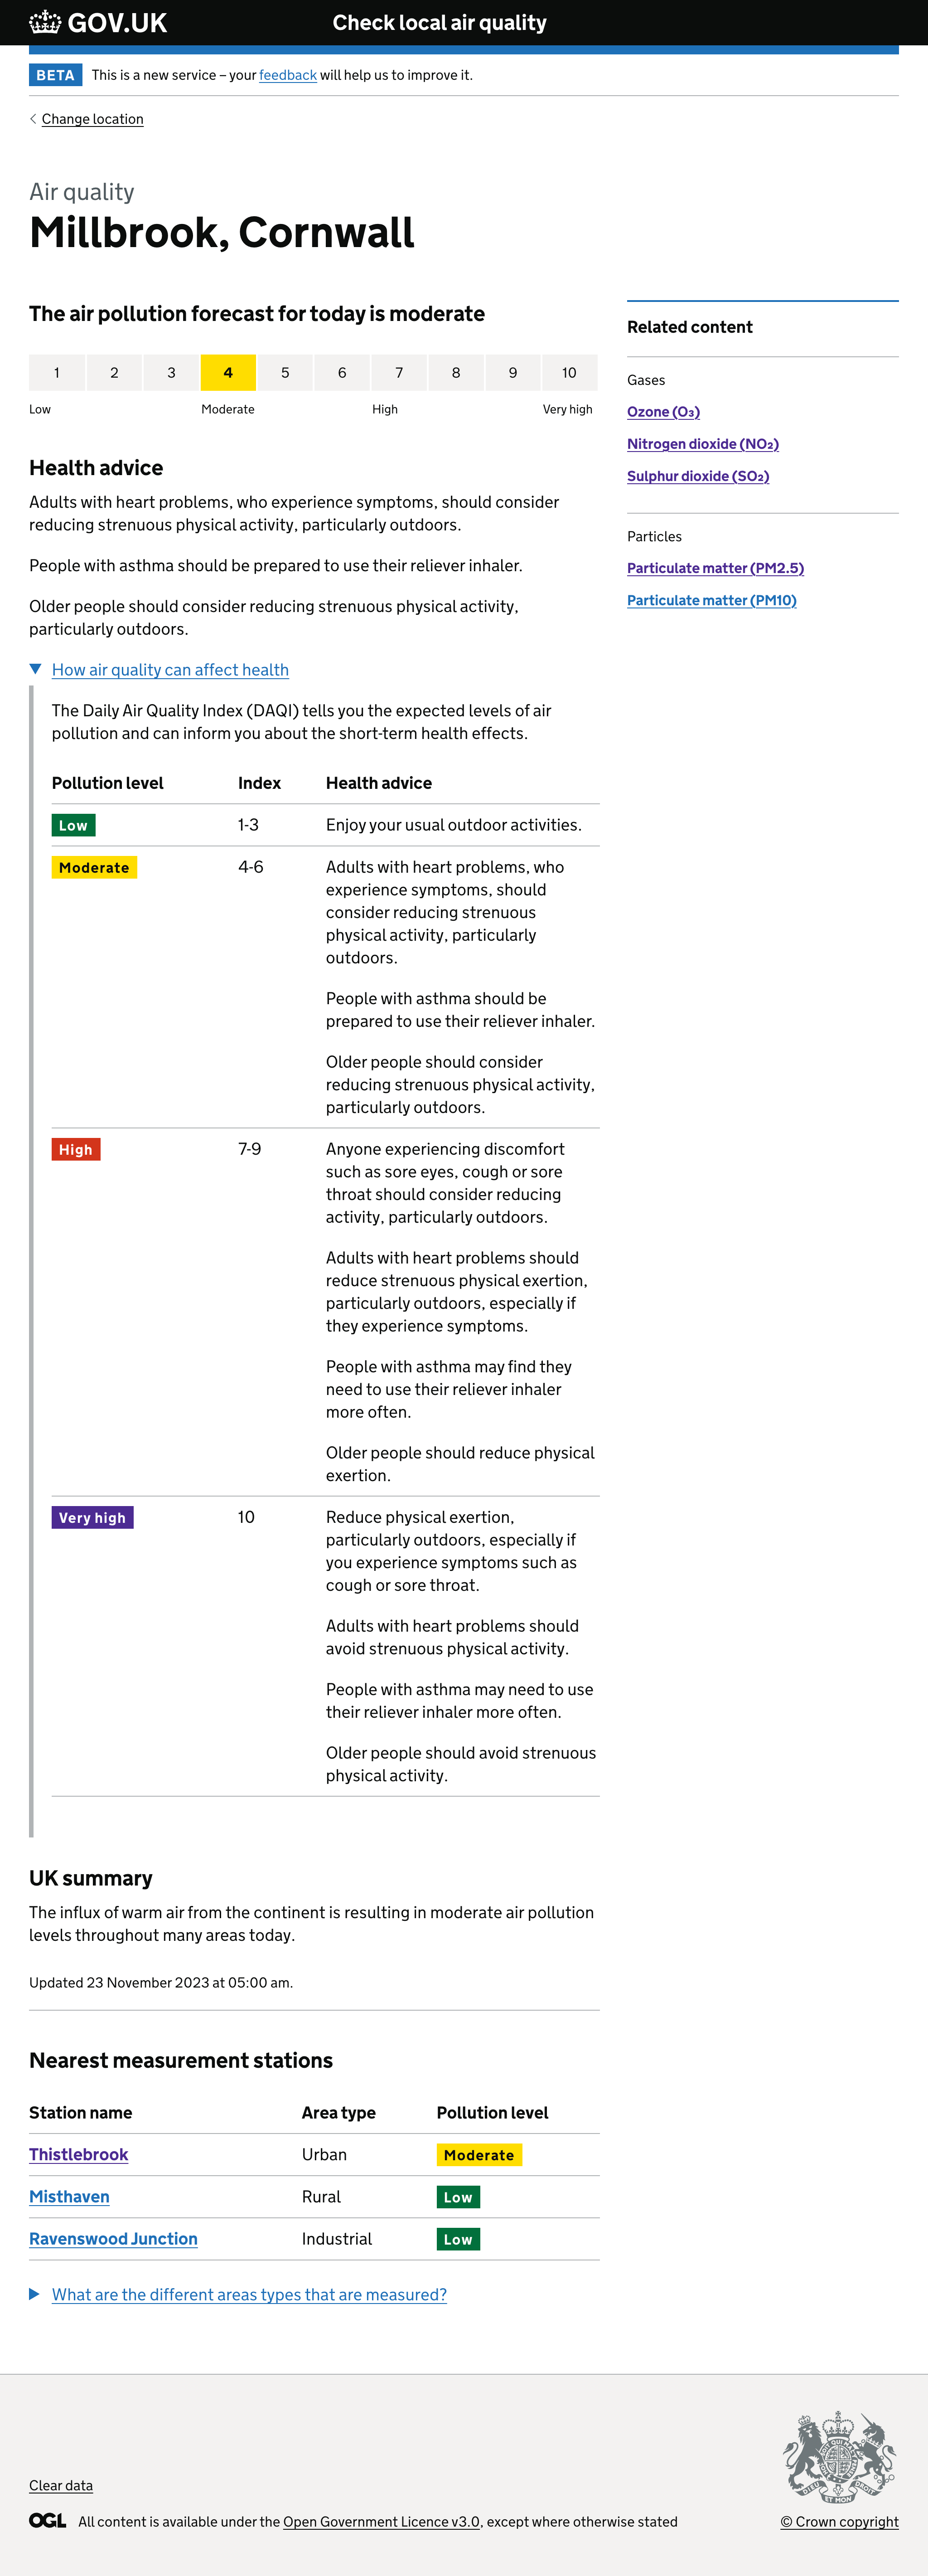 GOV.UK
Check local air quality
BETA This is a new service – your feedback will help us to improve it.
Change location
Air quality
Millbrook, Cornwall
The air pollution forecast for today is moderate
1 2 3 4 5 6 7 8 9 10
Low Moderate High Very high
Health advice
Adults with heart problems, who experience symptoms, should consider
reducing strenuous physical activity, particularly outdoors.
People with asthma should be prepared to use their reliever inhaler.
Older people should consider reducing strenuous physical activity,
particularly outdoors.
How air quality can affect health
The Daily Air Quality Index (DAQI) tells you the expected levels of air
pollution and can inform you about the short-term health effects.
Pollution level Index Health advice
Low 1-3 Enjoy your usual outdoor activities.
Moderate 4-6 Adults with heart problems, who
experience symptoms, should
consider reducing strenuous
physical activity, particularly
outdoors.
People with asthma should be
prepared to use their reliever inhaler.
Older people should consider
reducing strenuous physical activity,
particularly outdoors.
High 7-9 Anyone experiencing discomfort
such as sore eyes, cough or sore
throat should consider reducing
activity, particularly outdoors.
Adults with heart problems should
reduce strenuous physical exertion,
particularly outdoors, especially if
they experience symptoms.
People with asthma may find they
need to use their reliever inhaler
more often.
Older people should reduce physical
exertion.
Very high 10 Reduce physical exertion,
particularly outdoors, especially if
you experience symptoms such as
cough or sore throat.
Adults with heart problems should
avoid strenuous physical activity.
People with asthma may need to use
their reliever inhaler more often.
Older people should avoid strenuous
physical activity.
UK summary
The influx of warm air from the continent is resulting in moderate air pollution
levels throughout many areas today.
Updated 23 November 2023 at 05:00 am.
Nearest measurement stations
Station name Area type Pollution level
Thistlebrook Urban Moderate
Misthaven Rural Low
Ravenswood Junction Industrial Low
What are the different areas types that are measured?
Related content
Gases
Ozone (O₃)
Nitrogen dioxide (NO₂)
Sulphur dioxide (SO₂)
Particles
Particulate matter (PM2.5)
Particulate matter (PM10)
Clear data
OGL All content is available under the Open Government Licence v3.0, except where otherwise stated
© Crown copyright